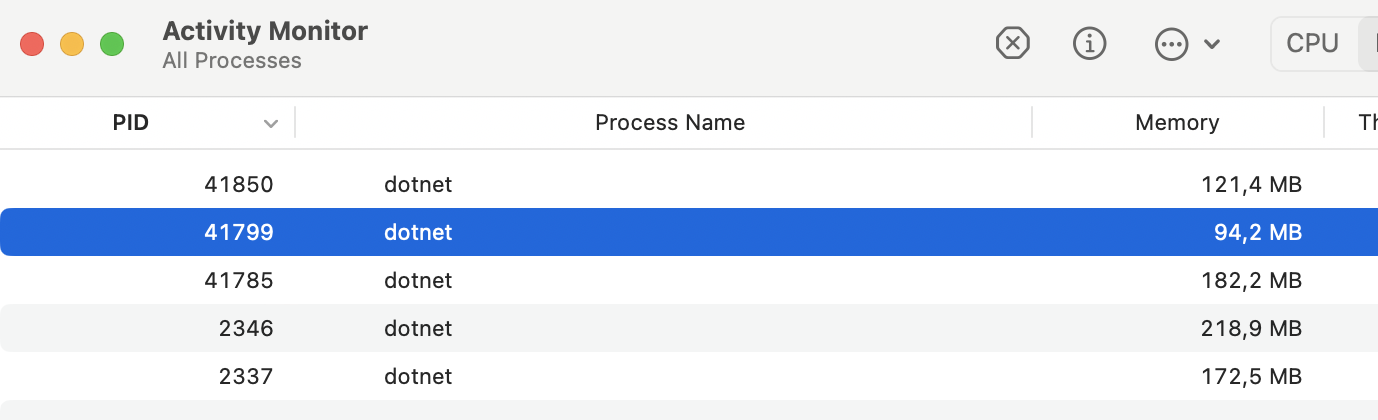 Activity Monitor
All Processes
CPU
PID Process Name Memory
41850 dotnet 121,4 MB
41799 dotnet 94,2 MB
41785 dotnet 182,2 MB
2346 dotnet 218,9 MB
2337 dotnet 172,5 MB